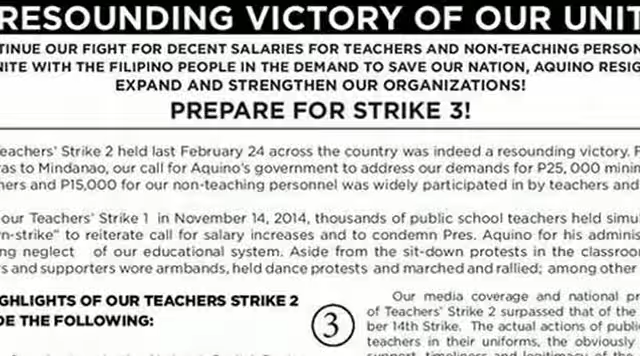 RESOUNDING VICTORY OF OUR UNIT
TINUE OUR FIGHT FOR DECENT SALARIES FOR TEACHERS AND NON-TEACHING PERSON
NITE WITH THE FILIPINO PEOPLE IN THE DEMAND TO SAVE OUR NATION, AQUINO RESIG
EXPAND AND STRENGTHEN OUR ORGANIZATIONS!
PREPARE FOR STRIKE 3!
eachers' Strike 2 held last February 24 across the country was indeed a resounding victory. F
as to Mindanao, our call for Aquino's government to address our demands for P25, 000 minim
hers and P15,000 for our non-teaching personnel was widely participated in by teachers and
our Teachers' Strike 1 in November 14, 2014, thousands of public school teachers held simul
n-strike" to reiterate call for salary increases and to condemn Pres. Aquino for his adminis
ng neglect of our educational system. Aside from the sit-down protests in the classroom
s and supporters wore armbands, held dance protests and marched and rallied; among other
GHLIGHTS OF OUR TEACHERS STRIKE 2
DE THE FOLLOWING:
3
Our media coverage and national pr
of Teachers' Strike 2 surpassed that of the
ber 14th Strike. The actual actions of public
teachers in their uniforms, the obviously
support, timeliness and legitimacy of the